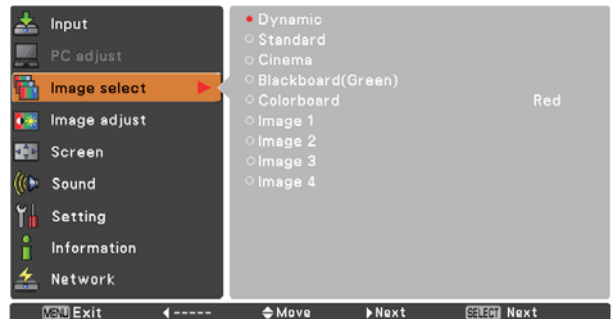 Input
PC adjust
Image select
Image adjust
Screen
Sound
Setting
Information
Network
Dynamic
Standard
Cinema
Blackboard(Green)
Colorboard Red
Image 1
Image 2
Image 3
Image 4
MENU Exit ----- Move Next SELECT Next